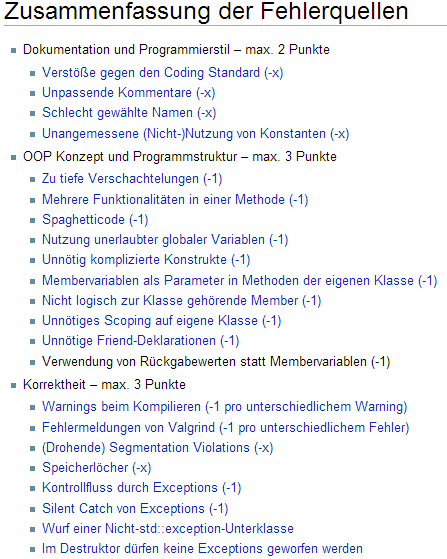 Zusammenfassung der Fehlerquellen
Dokumentation und Programmierstil – max. 2 Punkte
Verstöße gegen den Coding Standard (-x)
Unpassende Kommentare (-x)
Schlecht gewählte Namen (-x)
Unangemessene (Nicht-)Nutzung von Konstanten (-x)
OOP Konzept und Programmstruktur – max. 3 Punkte
Zu tiefe Verschachtelungen (-1)
Mehrere Funktionalitäten in einer Methode (-1)
Spaghetticode (-1)
Nutzung unerlaubter globaler Variablen (-1)
Unnötig komplizierte Konstrukte (-1)
Membervariablen als Parameter in Methoden der eigenen Klasse (-1)
Nicht logisch zur Klasse gehörende Member (-1)
Unnötiges Scoping auf eigene Klasse (-1)
Unnötige Friend-Deklarationen (-1)
Verwendung von Rückgabewerten statt Membervariablen (-1)
Korrektheit – max. 3 Punkte
Warnings beim Kompilieren (-1 pro unterschiedlichem Warning)
Fehlermeldungen von Valgrind (-1 pro unterschiedlichem Fehler)
(Drohende) Segmentation Violations (-x)
Speicherlöcher (-x)
Kontrollfluss durch Exceptions (-1)
Silent Catch von Exceptions (-1)
Wurf einer Nicht-std::exception-Unterklasse
Im Destruktor dürfen keine Exceptions geworfen werden